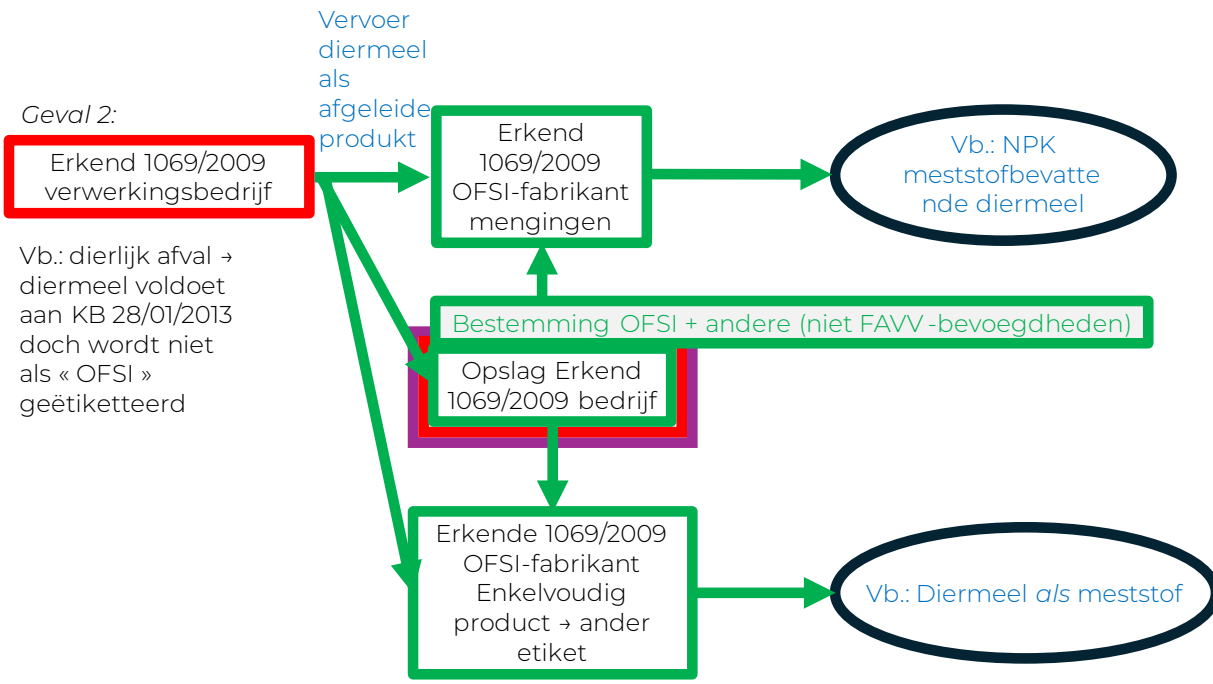 Vervoer
diermeel
als
afgeleide
produkt
Geval 2:
Erkend 1069/2009
verwerkingsbedrijf
Vb.: dierlijk afval →
diermeel voldoet
aan KB 28/01/2013
doch wordt niet
als « OFSI »
geëtiketteerd
Erkend
1069/2009
OFSI-fabrikant
mengingen
Vb.: NPK
meststofbevatte
nde diermeel
Bestemming OFSI + andere (niet FAVV-bevoegdheden)
Opslag Erkend
1069/2009 bedrijf
Erkende 1069/2009
OFSI-fabrikant
Enkelvoudig
product → ander
etiket
Vb.: Diermeel als meststof